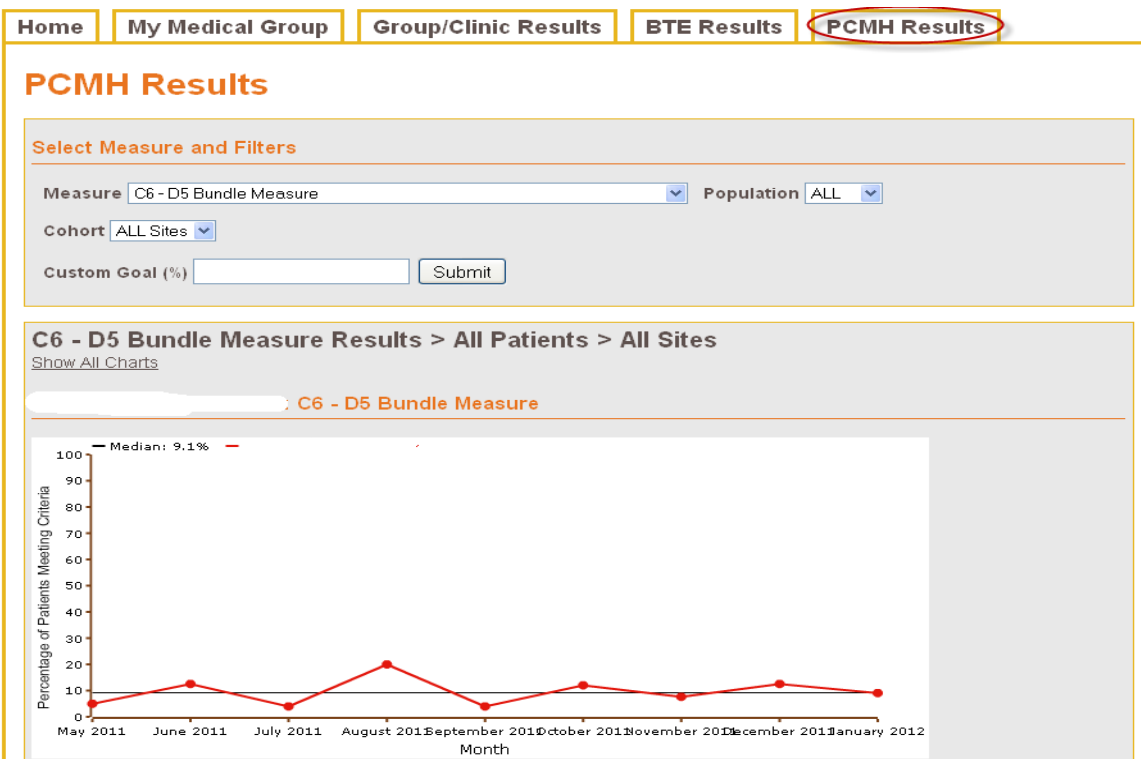 Home My Medical Group Group/Clinic Results BTE Results PCMH Results
PCMH Results
Select Measure and Filters
Measure C6 - D5 Bundle Measure Population ALL
Cohort ALL Sites
Custom Goal (%) Submit
C6 - D5 Bundle Measure Results > All Patients > All Sites
Show All Charts
: C6 - D5 Bundle Measure
Median: 9.1%
Percentage of Patients Meeting Criteria
100
90
80
70
60
50
40
30
20
10
0
May 2011 June 2011 July 2011 August 2011 September 2011 October 2011 November 2011 December 2011 January 2012
Month